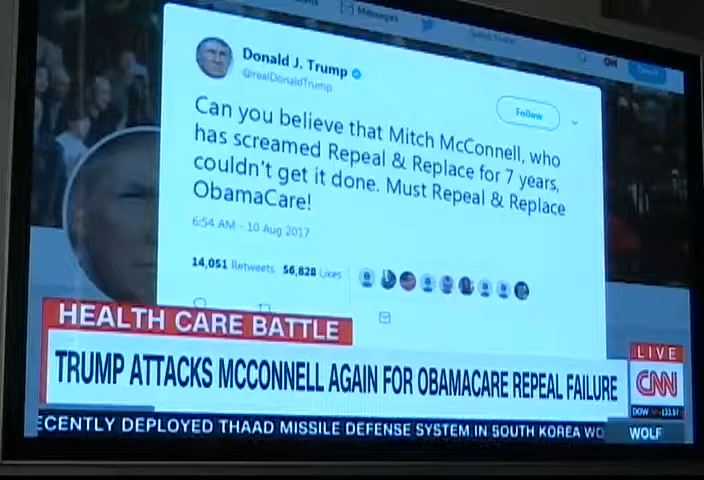 Messages
Donald J. Trump
@realDonaldTrump
Follow
Can you believe that Mitch McConnell, who
has screamed Repeal & Replace for 7 years,
couldn't get it done. Must Repeal & Replace
ObamaCare!
6:54 AM - 10 Aug 2017
14,051 Retweets 56,828 Likes
HEALTH CARE BATTLE
TRUMP ATTACKS MCCONNELL AGAIN FOR OBAMACARE REPEAL FAILURE
LIVE
CNN
DOW
ECENTLY DEPLOYED THAAD MISSILE DEFENSE SYSTEM IN SOUTH KOREA WO
WOLF